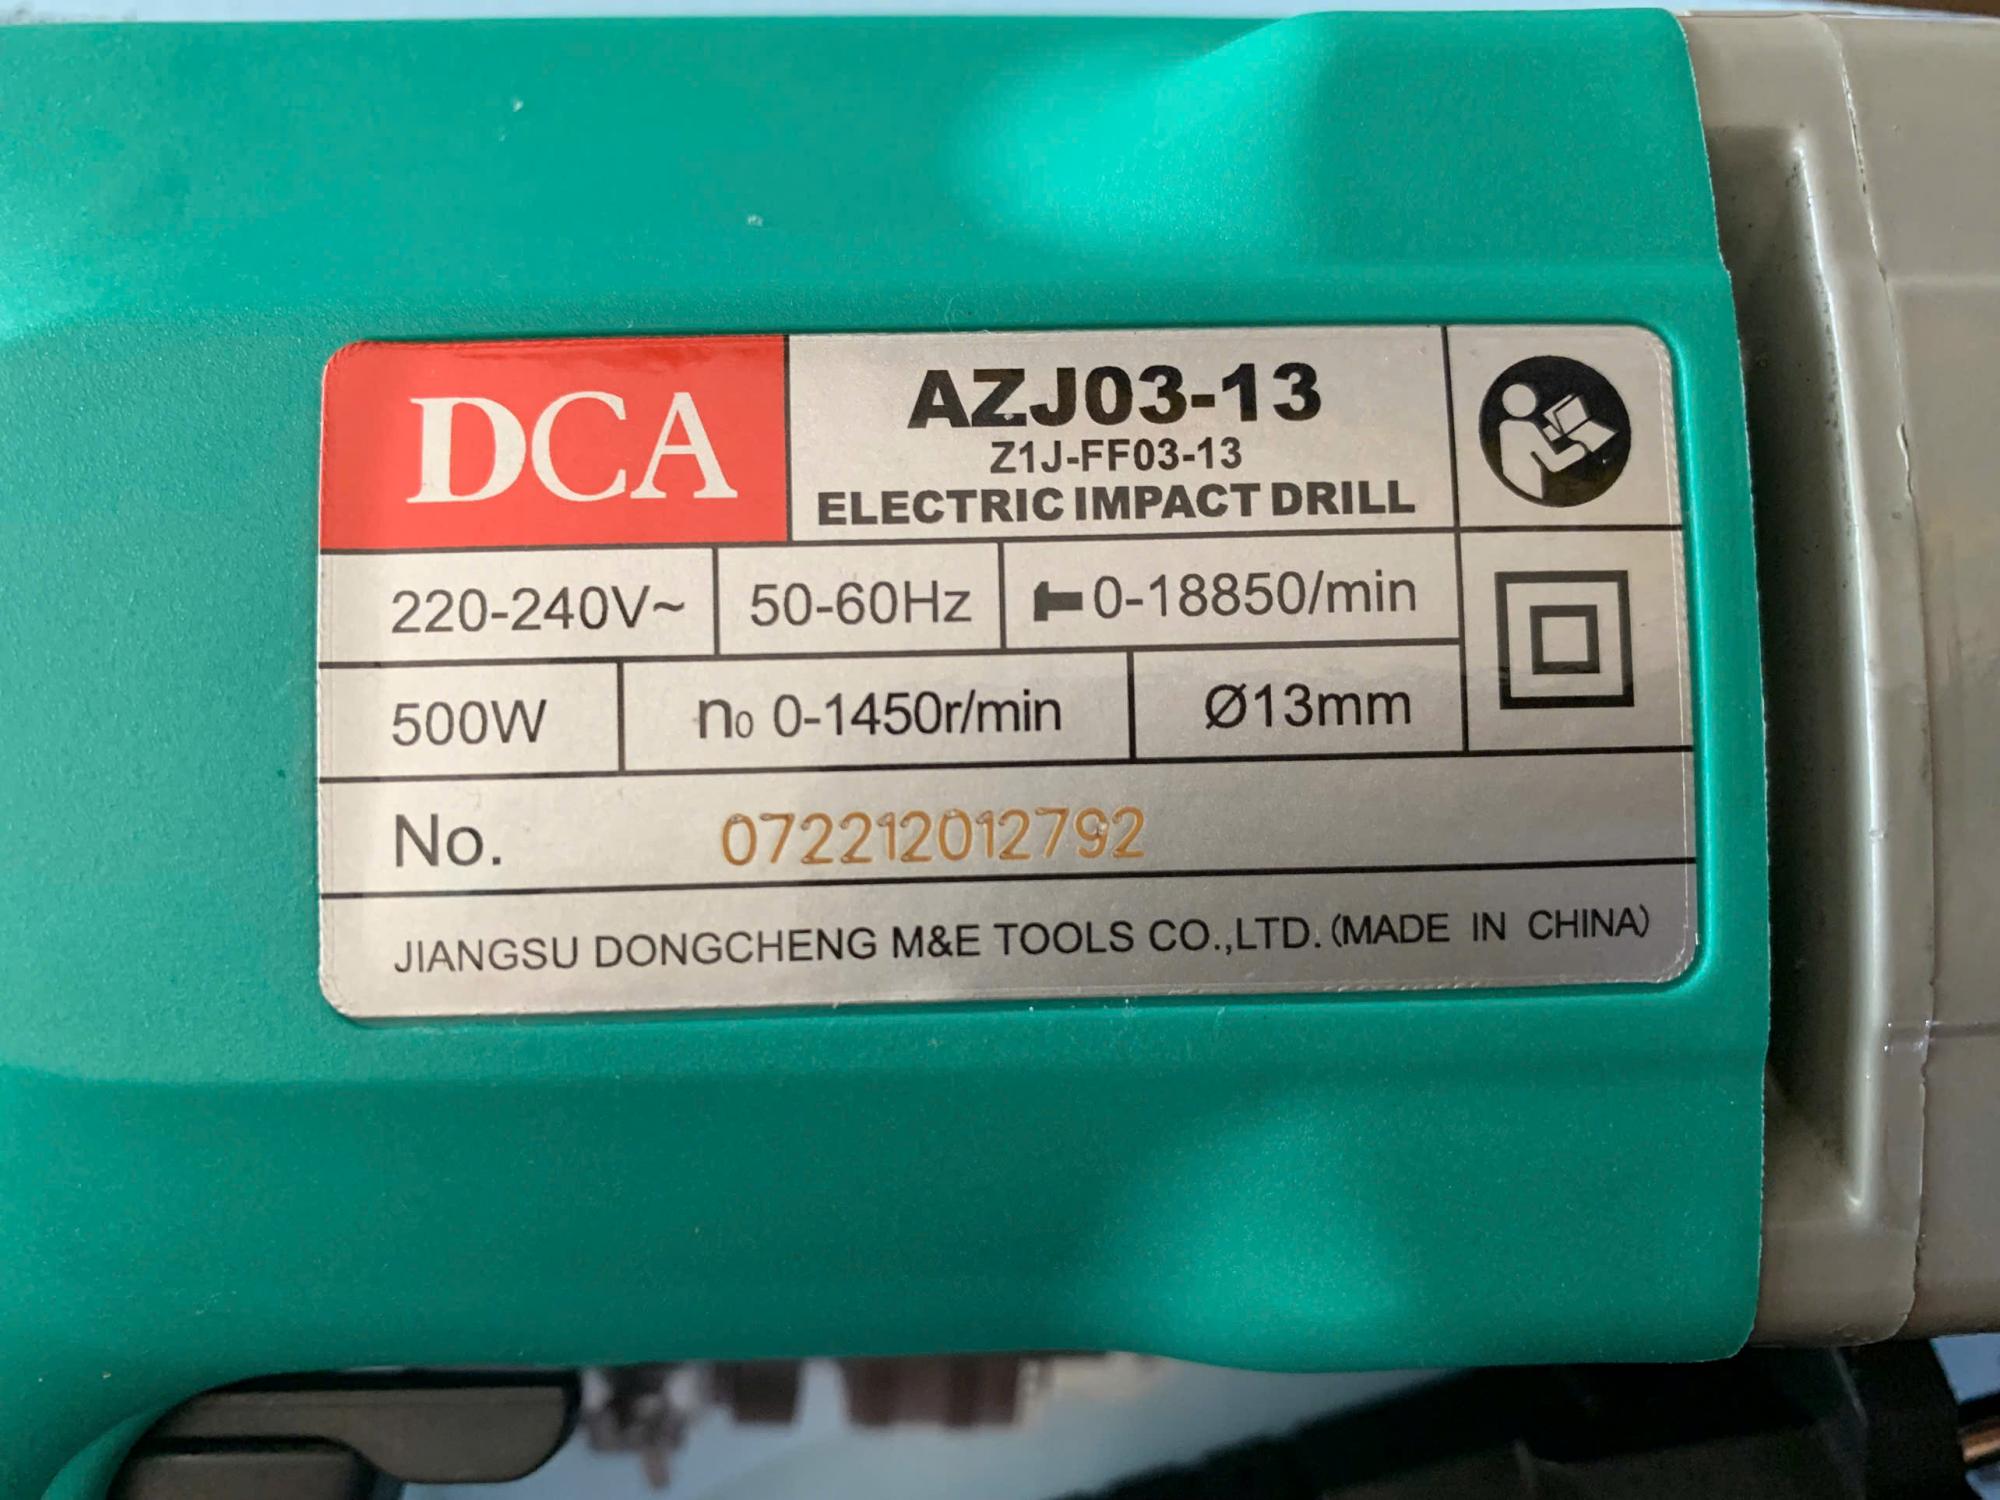 DCA
AZJ03-13
Z1J-FF03-13
ELECTRIC IMPACT DRILL
220-240V~ 50-60Hz 0-18850/min
500W n₀ 0-1450r/min Ø13mm
No. 072212012792
JIANGSU DONGCHENG M&E TOOLS CO.,LTD. (MADE IN CHINA)